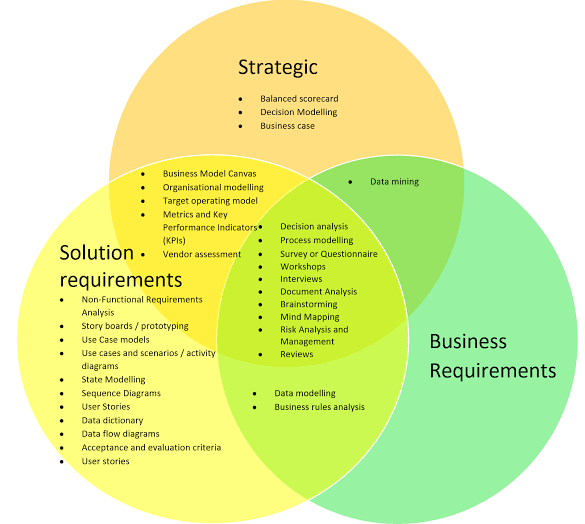 Strategic
• Balanced scorecard
• Decision Modelling
• Business case
• Business Model Canvas
• Organisational modelling
• Target operating model
• Metrics and Key
Performance Indicators
(KPIs)
• Vendor assessment
• Data mining
• Decision analysis
• Process modelling
• Survey or Questionnaire
• Workshops
• Interviews
• Document Analysis
• Brainstorming
• Mind Mapping
• Risk Analysis and
Management
• Reviews
Solution
requirements
• Non-Functional Requirements
Analysis
• Story boards / prototyping
• Use Case models
• Use cases and scenarios / activity
diagrams
• State Modelling
• Sequence Diagrams
• User Stories
• Data dictionary
• Data flow diagrams
• Acceptance and evaluation criteria
• User stories
• Data modelling
• Business rules analysis
Business
Requirements